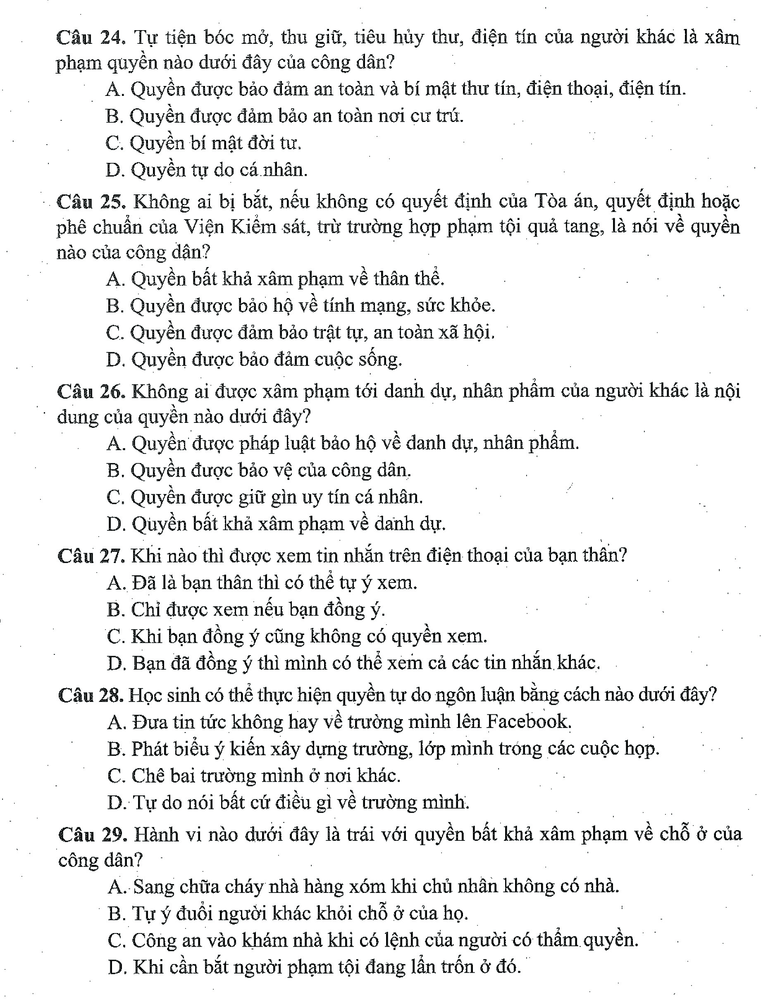 Câu 24. Tự tiện bóc mở, thu giữ, tiêu hủy thư, điện tín của người khác là xâm
phạm quyền nào dưới đây của công dân?
A. Quyền được bảo đảm an toàn và bí mật thư tín, điện thoại, điện tín.
B. Quyền được đảm bảo an toàn nơi cư trú.
C. Quyền bí mật đời tư.
D. Quyền tự do cá nhân.
Câu 25. Không ai bị bắt, nếu không có quyết định của Tòa án, quyết định hoặc
phê chuẩn của Viện Kiểm sát, trừ trường hợp phạm tội quả tang, là nói về quyền
nào của công dân?
A. Quyền bất khả xâm phạm về thân thể.
B. Quyền được bảo hộ về tính mạng, sức khỏe.
C. Quyền được đảm bảo trật tự, an toàn xã hội.
D. Quyền được bảo đảm cuộc sống.
Câu 26. Không ai được xâm phạm tới danh dự, nhân phẩm của người khác là nội
dung của quyền nào dưới đây?
A. Quyền được pháp luật bảo hộ về danh dự, nhân phẩm.
B. Quyền được bảo vệ của công dân.
C. Quyền được giữ gìn uy tín cá nhân.
D. Quyền bất khả xâm phạm về danh dự.
Câu 27. Khi nào thì được xem tin nhắn trên điện thoại của bạn thân?
A. Đã là bạn thân thì có thể tự ý xem.
B. Chỉ được xem nếu bạn đồng ý.
C. Khi bạn đồng ý cũng không có quyền xem.
D. Bạn đã đồng ý thì mình có thể xem cả các tin nhắn khác.
Câu 28. Học sinh có thể thực hiện quyền tự do ngôn luận bằng cách nào dưới đây?
A. Đưa tin tức không hay về trường mình lên Facebook.
B. Phát biểu ý kiến xây dựng trường, lớp mình trong các cuộc họp.
C. Chê bai trường mình ở nơi khác.
D. Tự do nói bất cứ điều gì về trường mình.
Câu 29. Hành vi nào dưới đây là trái với quyền bất khả xâm phạm về chỗ ở của
công dân?
A. Sang chữa cháy nhà hàng xóm khi chủ nhân không có nhà.
B. Tự ý đuổi người khác khỏi chỗ ở của họ.
C. Công an vào khám nhà khi có lệnh của người có thẩm quyền.
D. Khi cần bắt người phạm tội đang lẩn trốn ở đó.